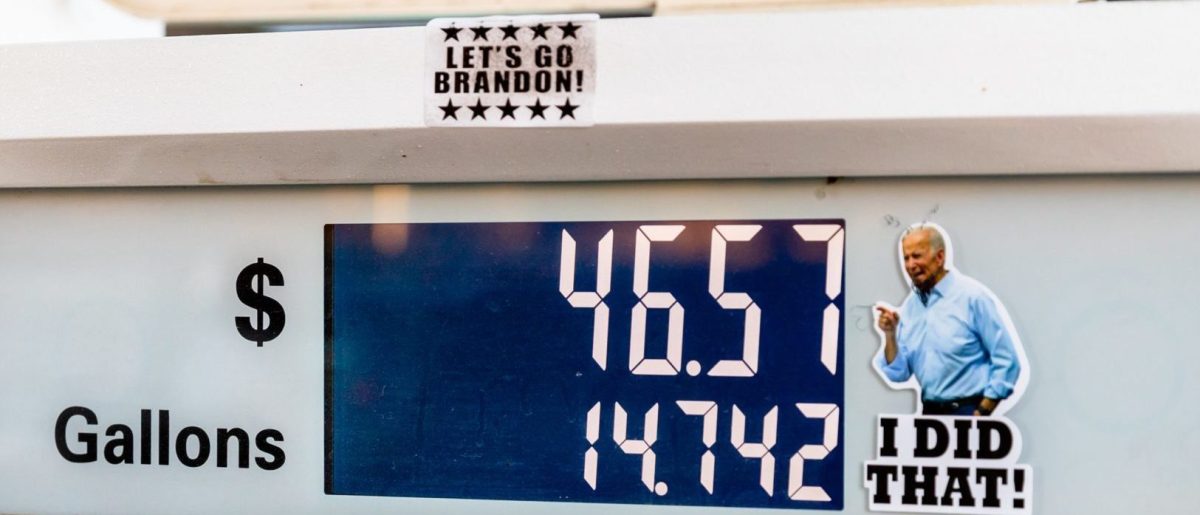 ★★★★★
LET'S GO
BRANDON!
★★★★★
$ 46.57
Gallons 14.742
I DID
THAT!